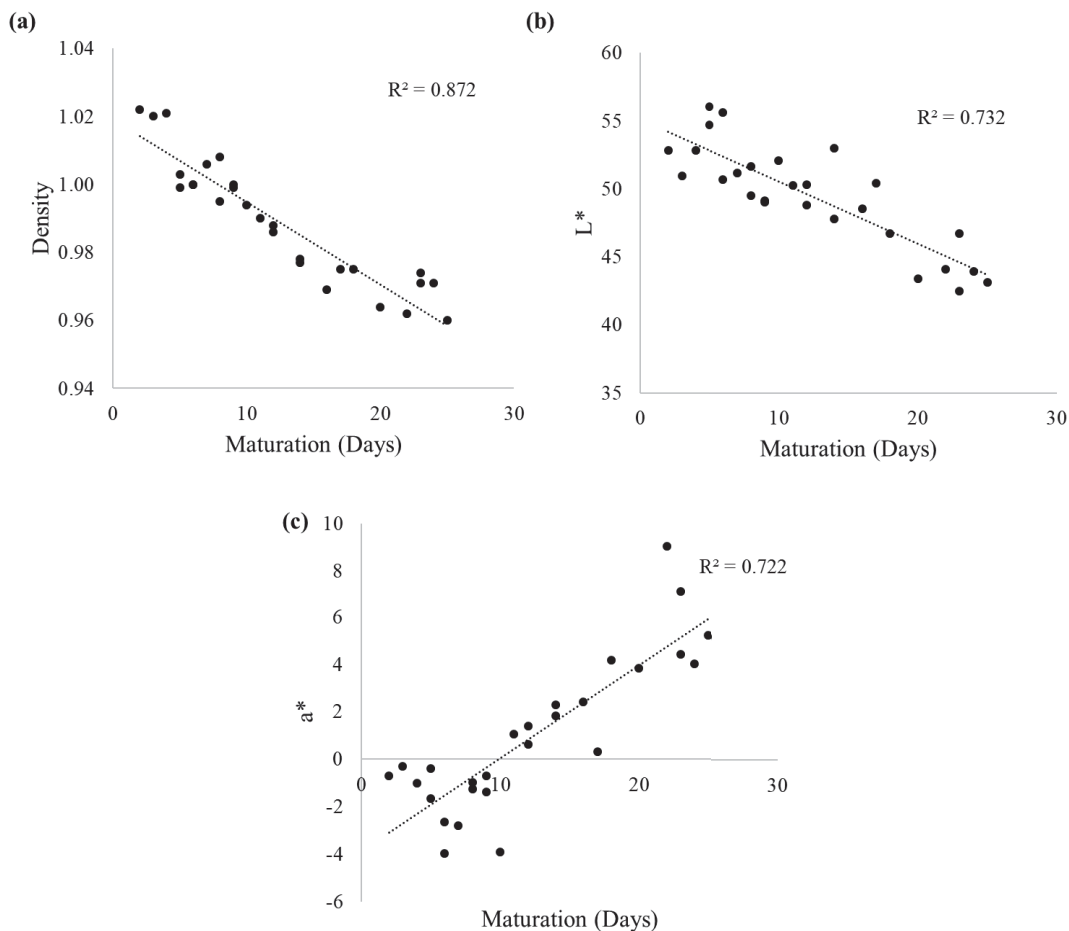 (a)
1.04
1.02
1.00
0.98
0.96
0.94
Density
R² = 0.872
0 10 20 30
Maturation (Days)
(b)
60
55
50
45
40
35
L*
R² = 0.732
0 10 20 30
Maturation (Days)
(c)
10
8
6
4
2
0
-2
-4
-6
a*
R² = 0.722
0 10 20 30
Maturation (Days)